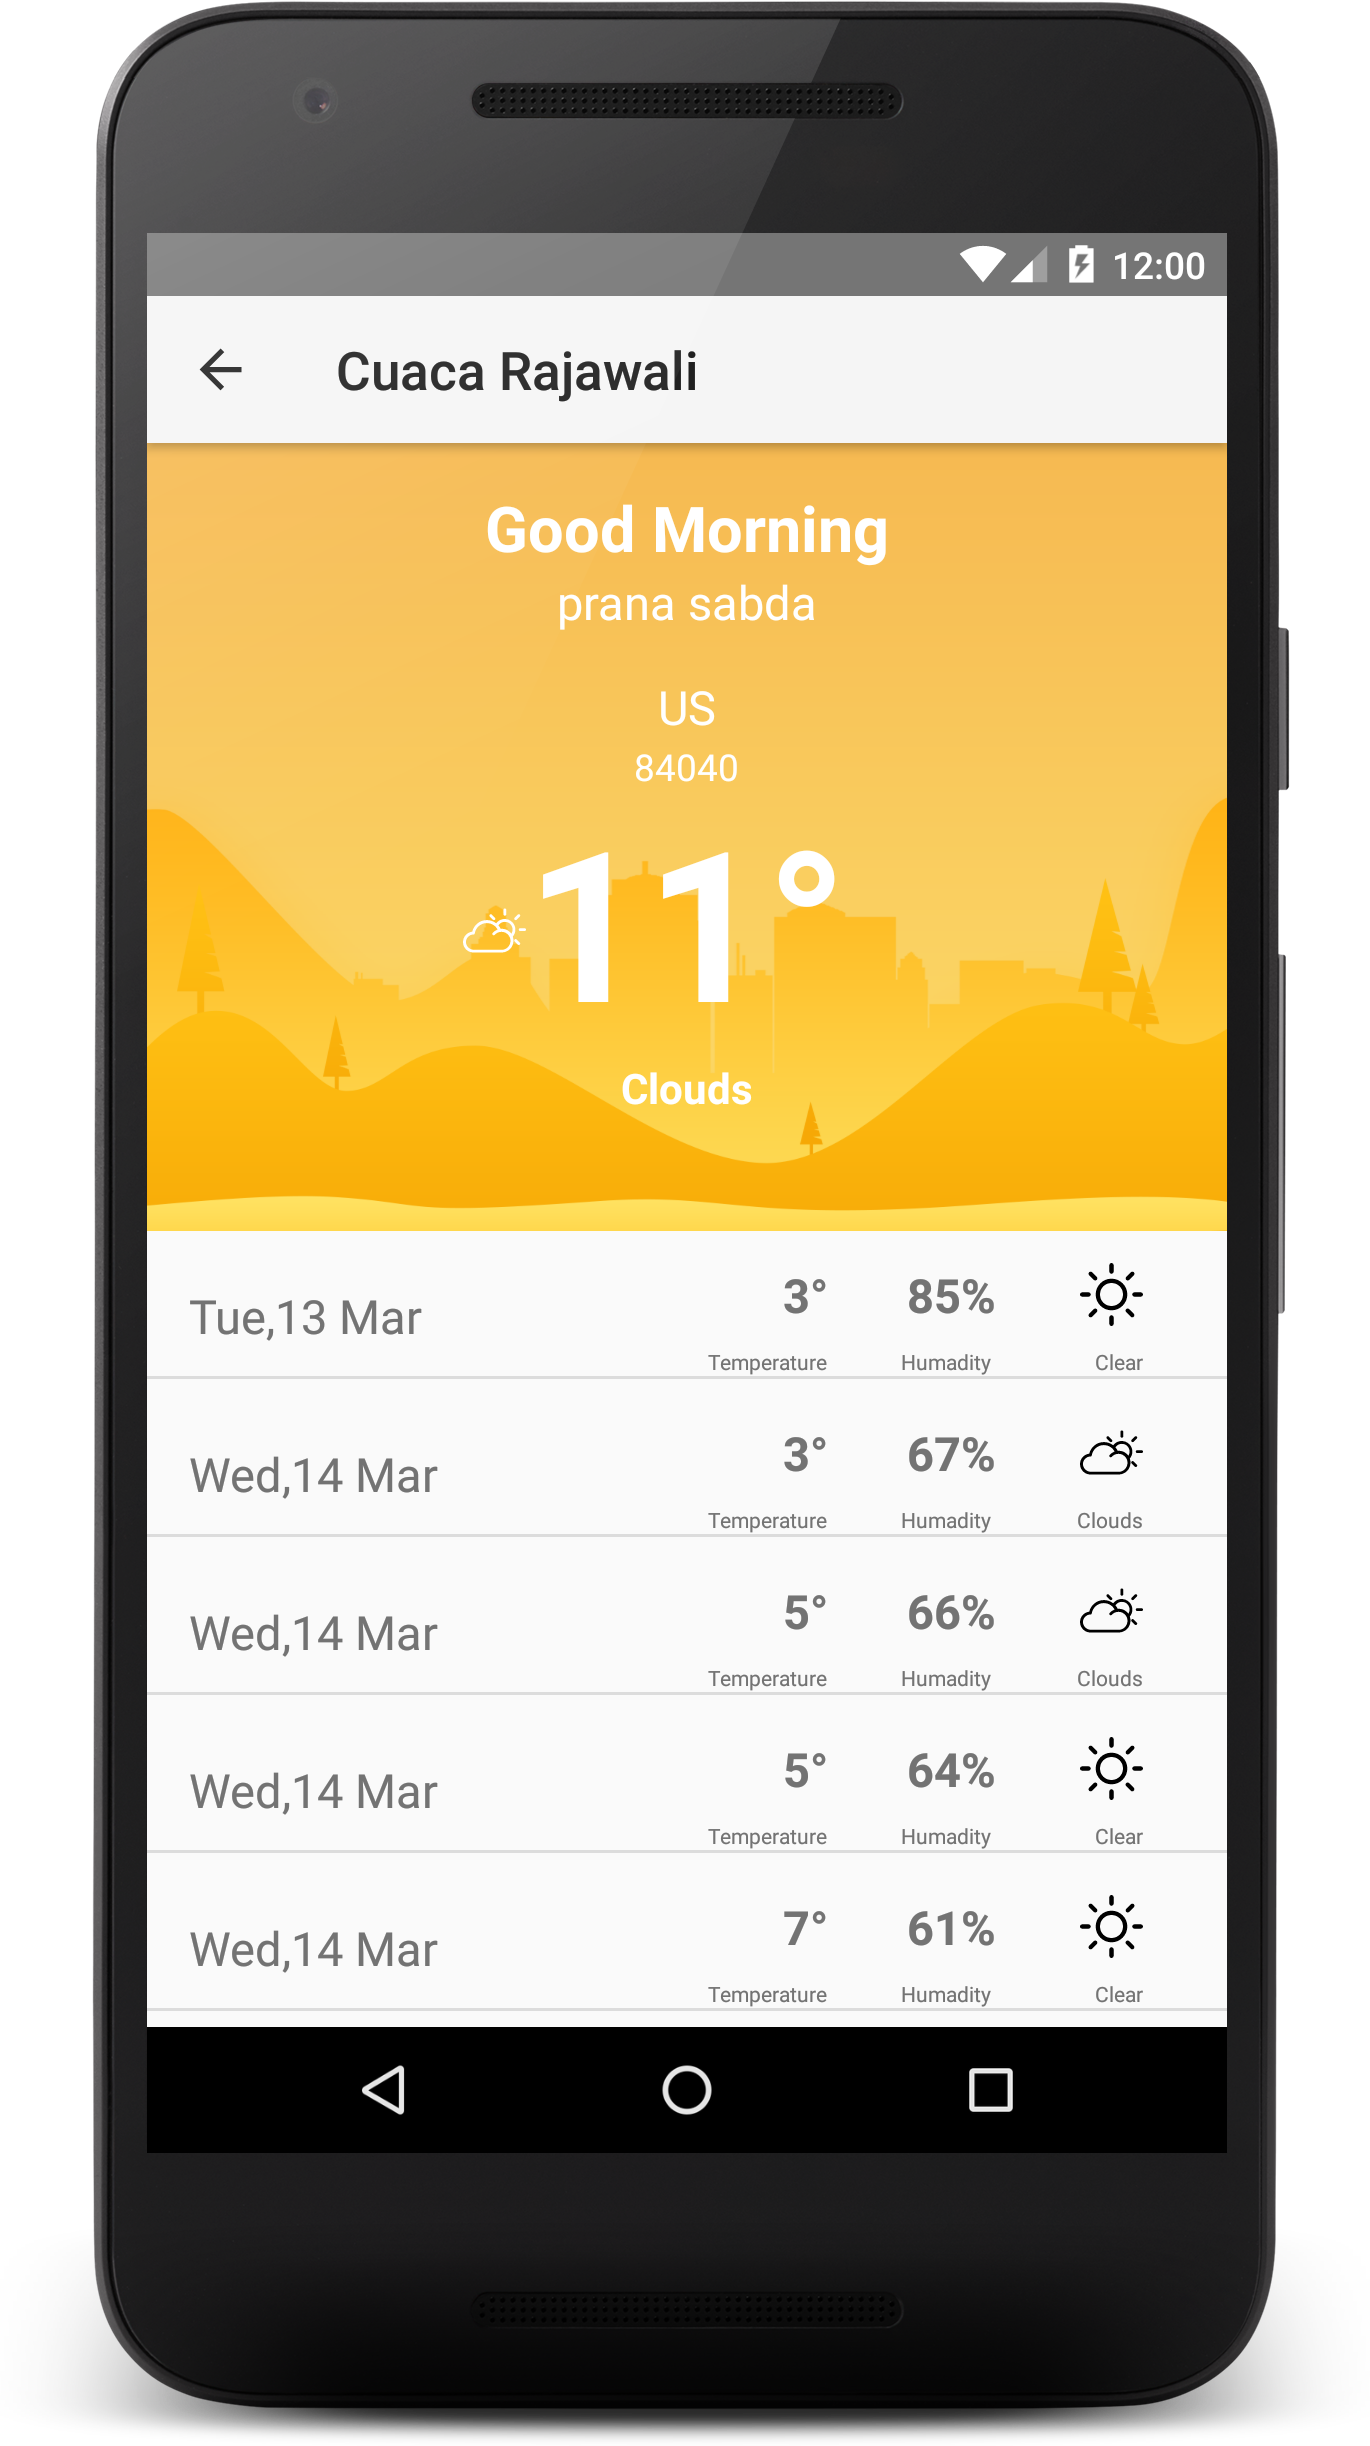 12:00
Cuaca Rajawali
Good Morning
prana sabda
US
84040
11°
Clouds
Tue,13 Mar 3° 85%
Temperature Humadity Clear
Wed,14 Mar 3° 67%
Temperature Humadity Clouds
Wed,14 Mar 5° 66%
Temperature Humadity Clouds
Wed,14 Mar 5° 64%
Temperature Humadity Clear
Wed,14 Mar 7° 61%
Temperature Humadity Clear